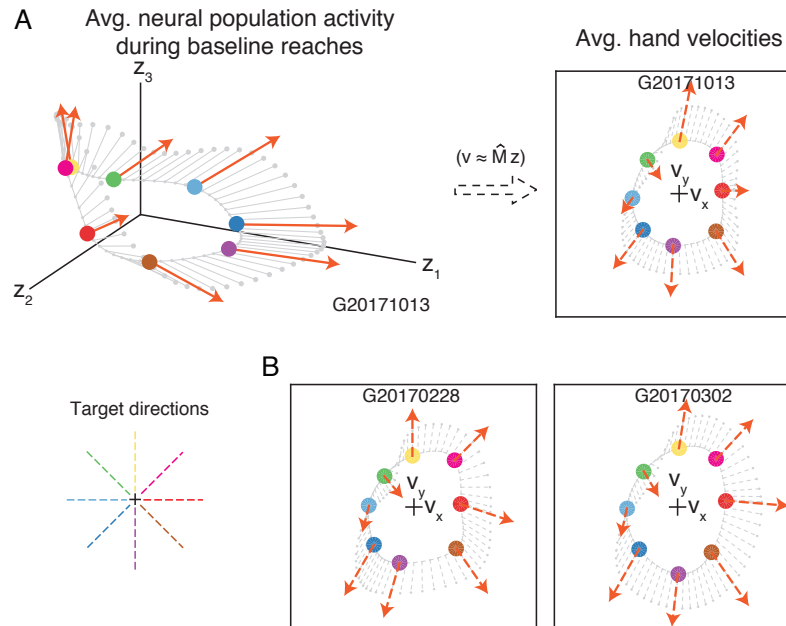 A
Avg. neural population activity
during baseline reaches
z3
z1
z2
G20171013
(v ≈ M̂ z)
Avg. hand velocities
G20171013
vy
vx
Target directions
B
G20170228
vy
vx
G20170302
vy
vx